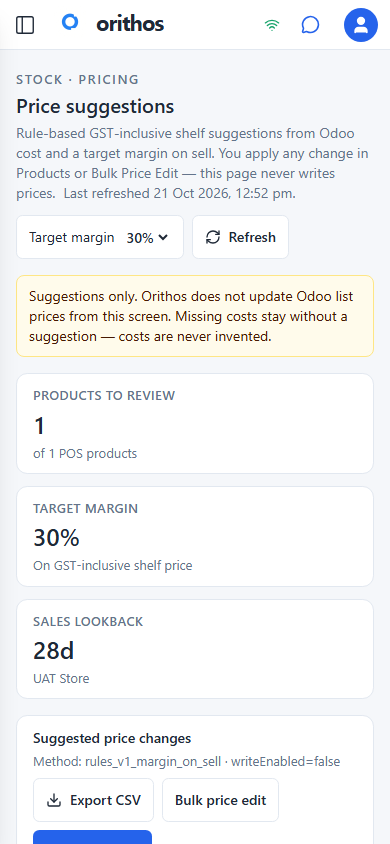 orithos
STOCK · PRICING
Price suggestions
Rule-based GST-inclusive shelf suggestions from Odoo
cost and a target margin on sell. You apply any change in
Products or Bulk Price Edit — this page never writes
prices. Last refreshed 21 Oct 2026, 12:52 pm.
Target margin 30% Refresh
Suggestions only. Orithos does not update Odoo list
prices from this screen. Missing costs stay without a
suggestion — costs are never invented.
PRODUCTS TO REVIEW
1
of 1 POS products
TARGET MARGIN
30%
On GST-inclusive shelf price
SALES LOOKBACK
28d
UAT Store
Suggested price changes
Method: rules_v1_margin_on_sell · writeEnabled=false
Export CSV Bulk price edit